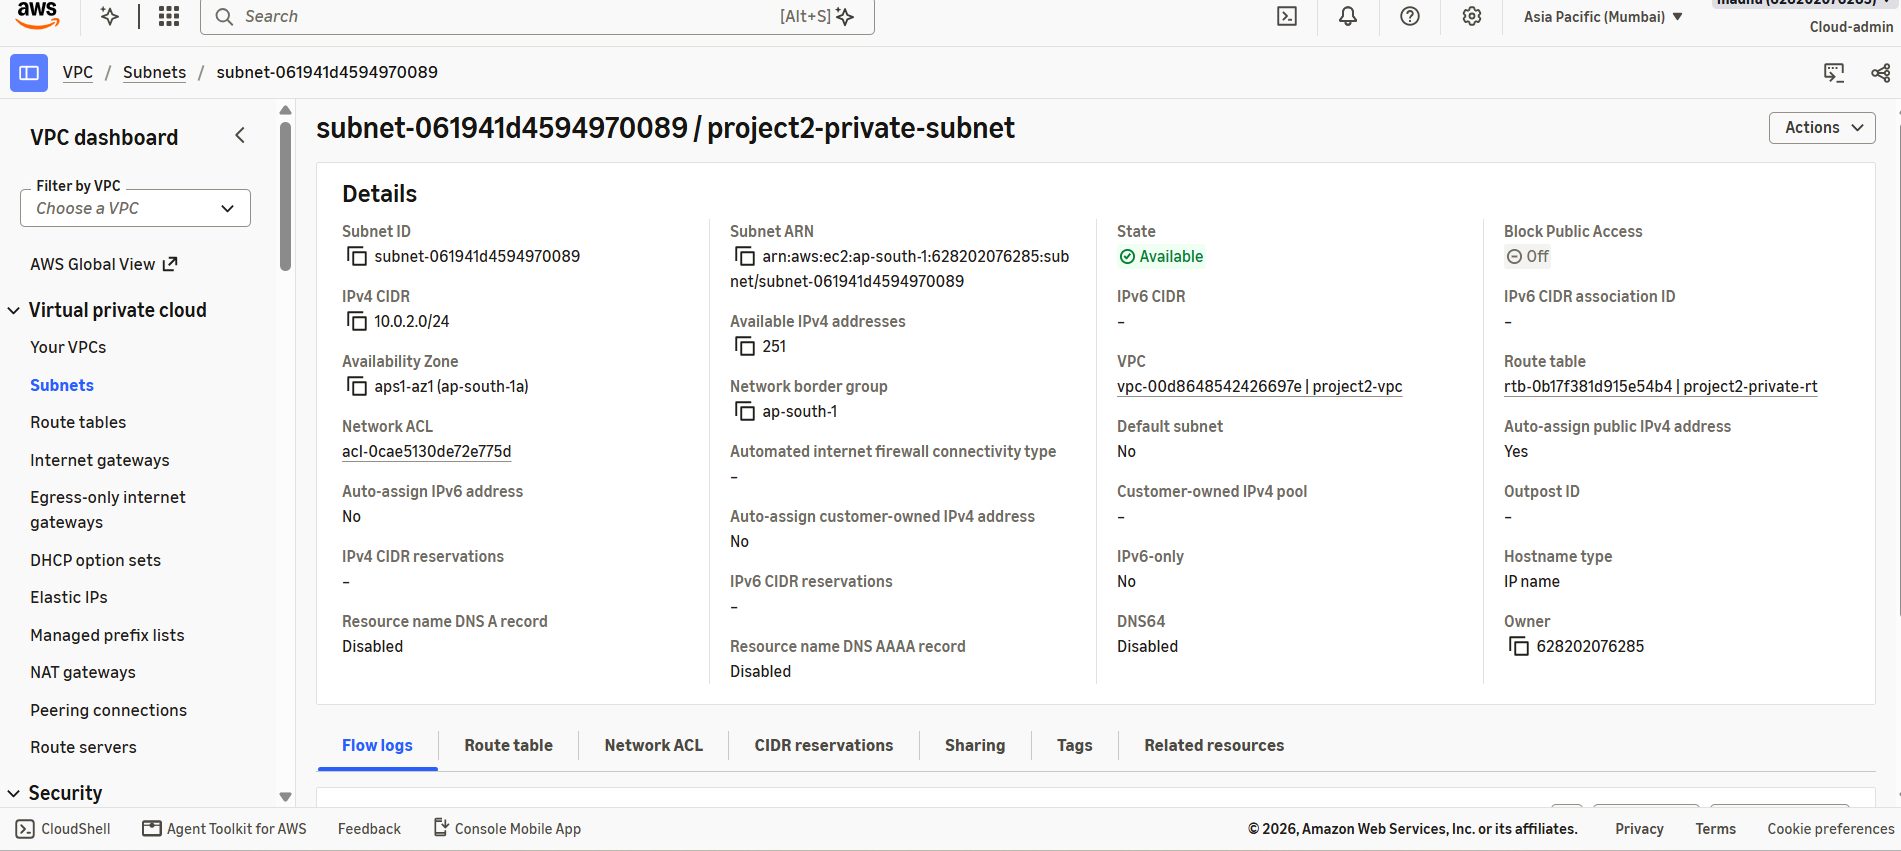 aws
Search
[Alt+S]
Asia Pacific (Mumbai)
Cloud-admin
VPC / Subnets / subnet-061941d4594970089
VPC dashboard
Filter by VPC
Choose a VPC
AWS Global View
Virtual private cloud
Your VPCs
Subnets
Route tables
Internet gateways
Egress-only internet
gateways
DHCP option sets
Elastic IPs
Managed prefix lists
NAT gateways
Peering connections
Route servers
Security
subnet-061941d4594970089 / project2-private-subnet
Actions
Details
Subnet ID
subnet-061941d4594970089
IPv4 CIDR
10.0.2.0/24
Availability Zone
aps1-az1 (ap-south-1a)
Network ACL
acl-0cae5130de72e775d
Auto-assign IPv6 address
No
IPv4 CIDR reservations
–
Resource name DNS A record
Disabled
Subnet ARN
arn:aws:ec2:ap-south-1:628202076285:sub
net/subnet-061941d4594970089
Available IPv4 addresses
251
Network border group
ap-south-1
Automated internet firewall connectivity type
–
Auto-assign customer-owned IPv4 address
No
IPv6 CIDR reservations
–
Resource name DNS AAAA record
Disabled
State
Available
IPv6 CIDR
–
VPC
vpc-00d8648542426697e | project2-vpc
Default subnet
No
Customer-owned IPv4 pool
–
IPv6-only
No
DNS64
Disabled
Block Public Access
Off
IPv6 CIDR association ID
–
Route table
rtb-0b17f381d915e54b4 | project2-private-rt
Auto-assign public IPv4 address
Yes
Outpost ID
–
Hostname type
IP name
Owner
628202076285
Flow logs
Route table
Network ACL
CIDR reservations
Sharing
Tags
Related resources
CloudShell
Agent Toolkit for AWS
Feedback
Console Mobile App
© 2026, Amazon Web Services, Inc. or its affiliates.
Privacy
Terms
Cookie preferences